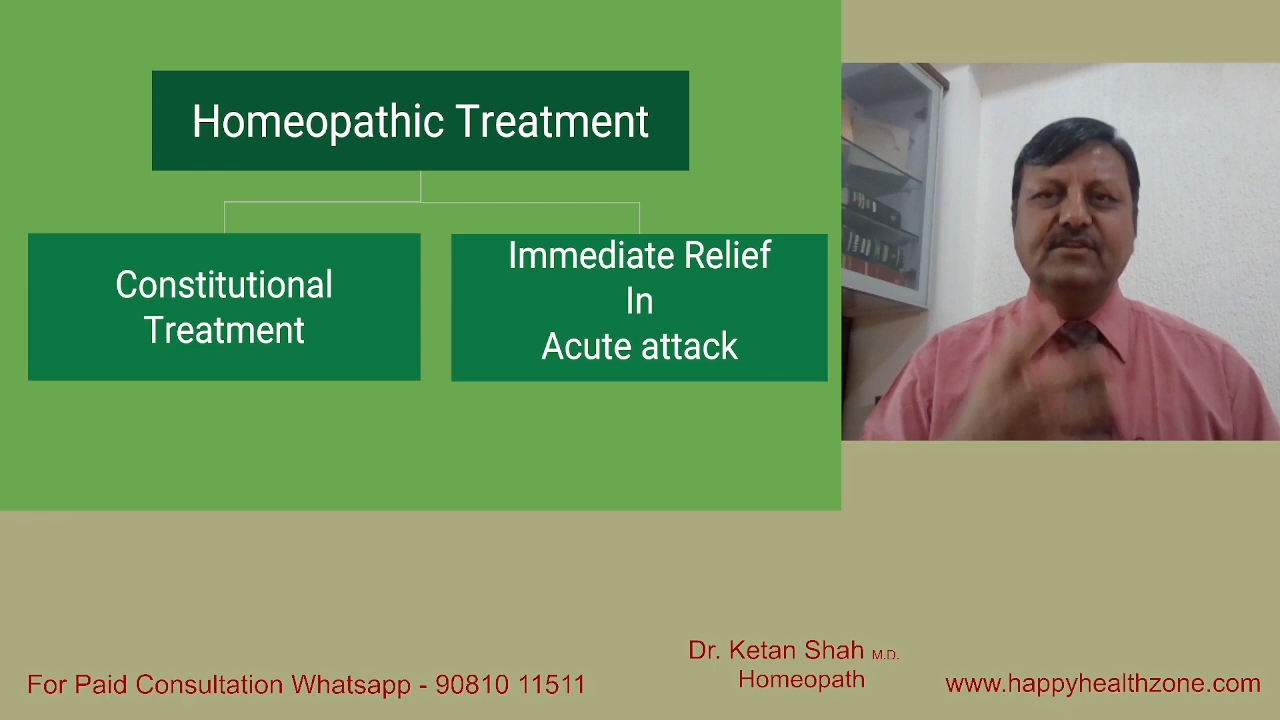 Homeopathic Treatment
Constitutional
Treatment
Immediate Relief
In
Acute attack
Dr. Ketan Shah M.D.
Homeopath
For Paid Consultation Whatsapp - 90810 11511
www.happyhealthzone.com